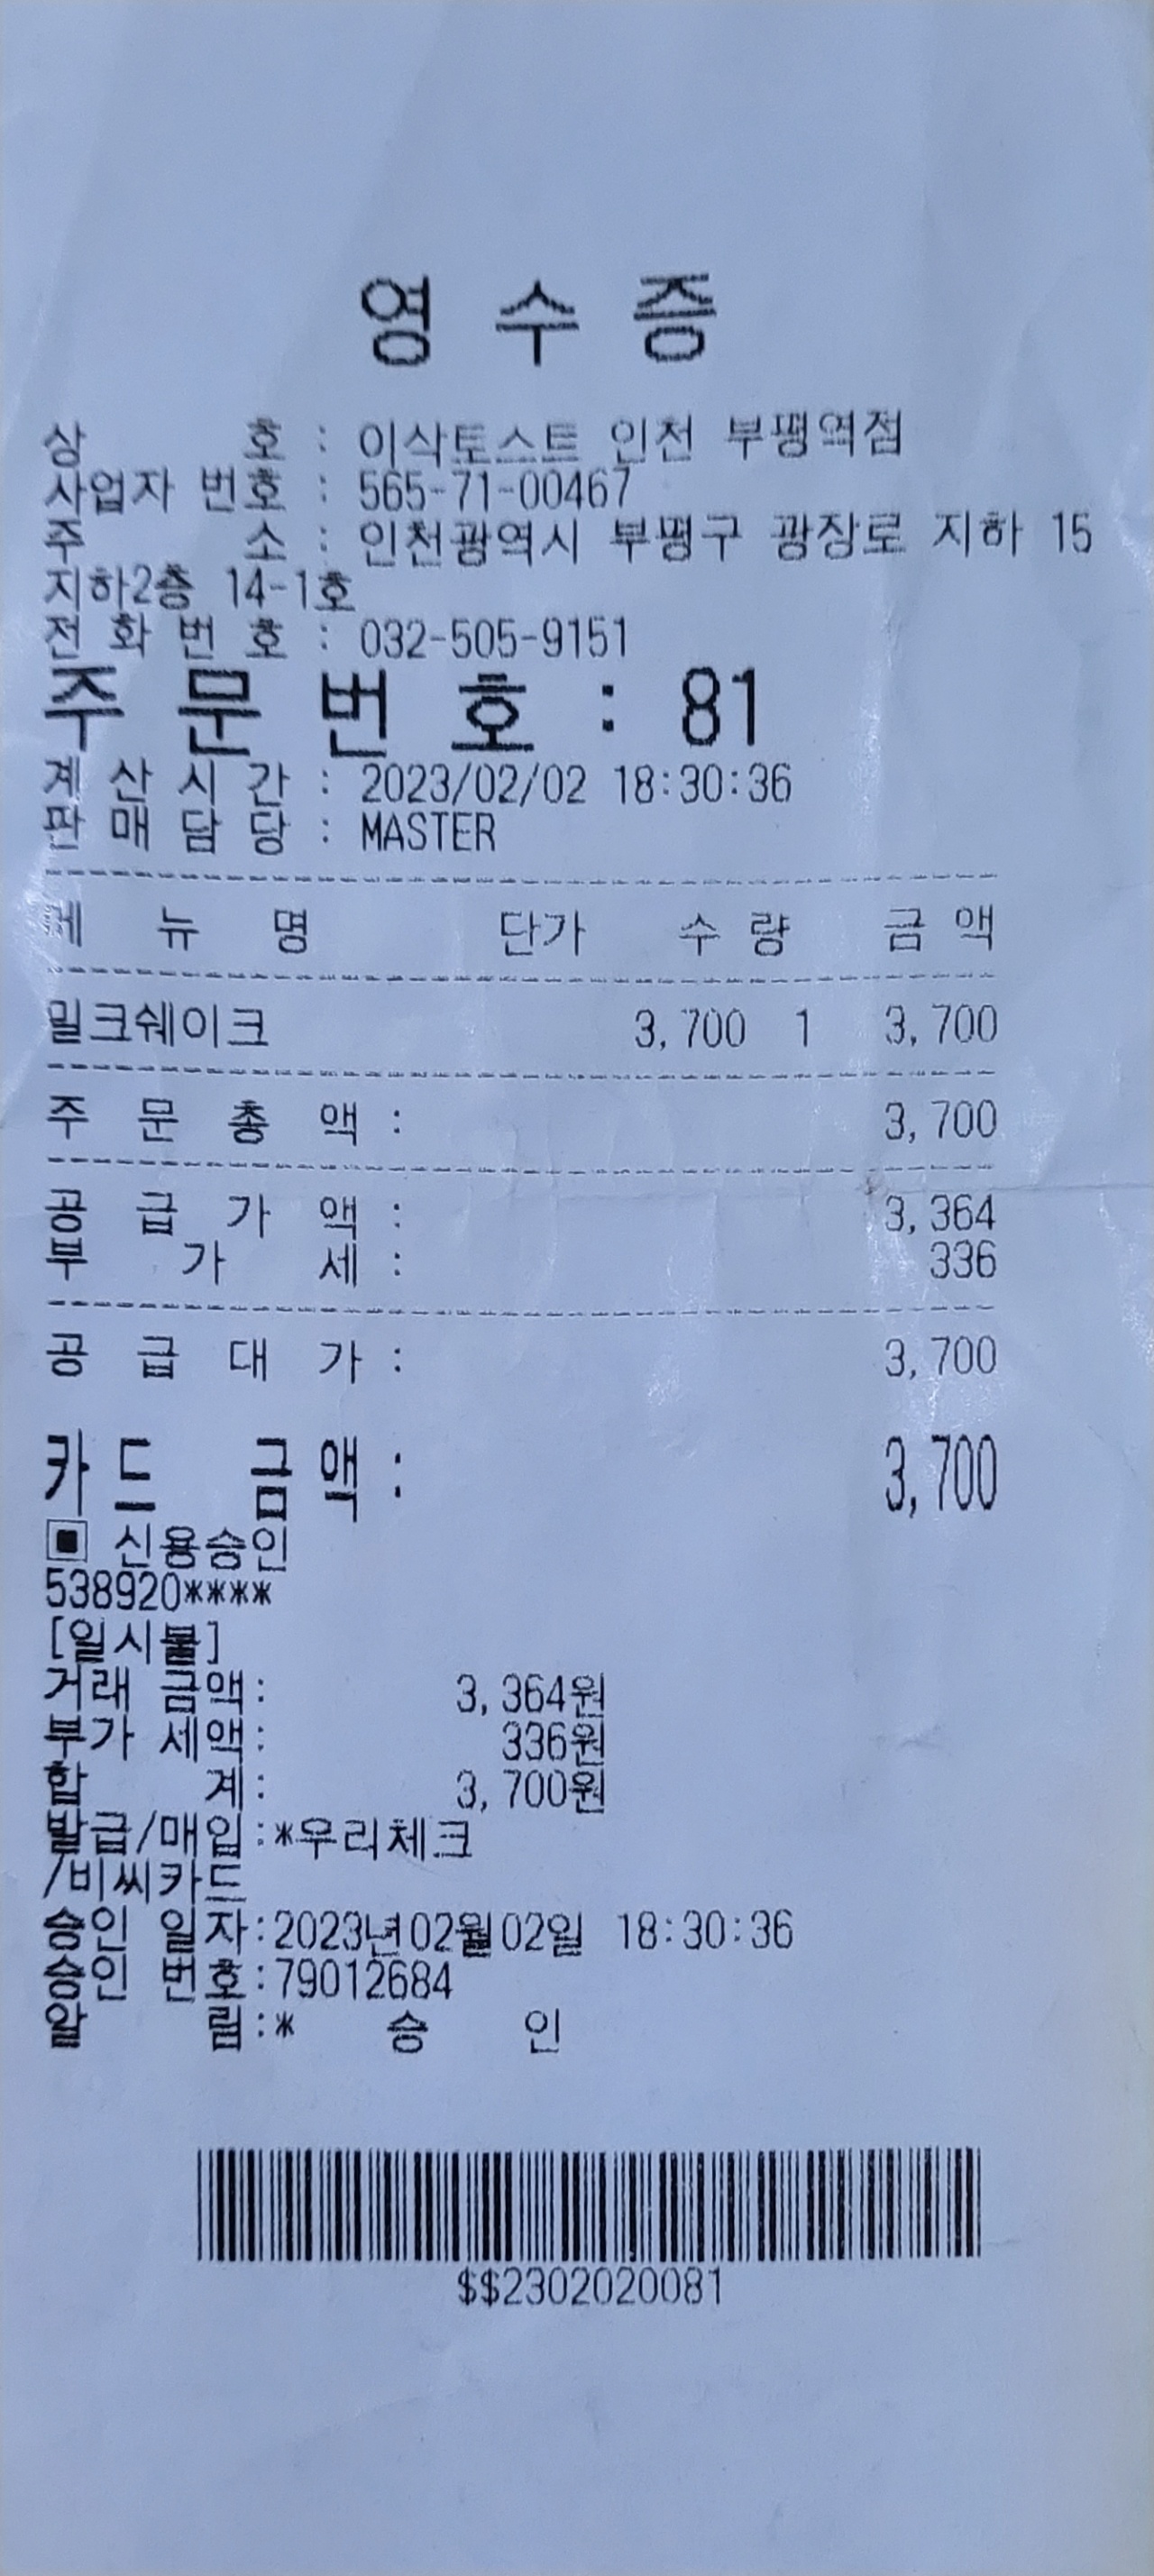 영 수 증
상 호 : 이삭토스트 인천 부평역점
사업자 번호 : 565-71-00467
주 소 : 인천광역시 부평구 광장로 지하 15
지하2층 14-1호
전 화 번 호 : 032-505-9151
주 문 번 호 : 81
계 산 시 간 : 2023/02/02 18:30:36
판 매 담 당 : MASTER
메 뉴 명 단가 수 량 금 액
밀크쉐이크 3,700 1 3,700
주 문 총 액 : 3,700
공 급 가 액 : 3,364
부 가 세 : 336
공 급 대 가 : 3,700
카드 금액 : 3,700
▣ 신용승인
538920****
[일시불]
거래 금액: 3,364원
부가 세액: 336원
합 계: 3,700원
발급/매입:*우리체크
/비씨카드
승인 일자:2023년02월02일 18:30:36
승인 번호:79012684
알 림:* 승 인
$$2302020081